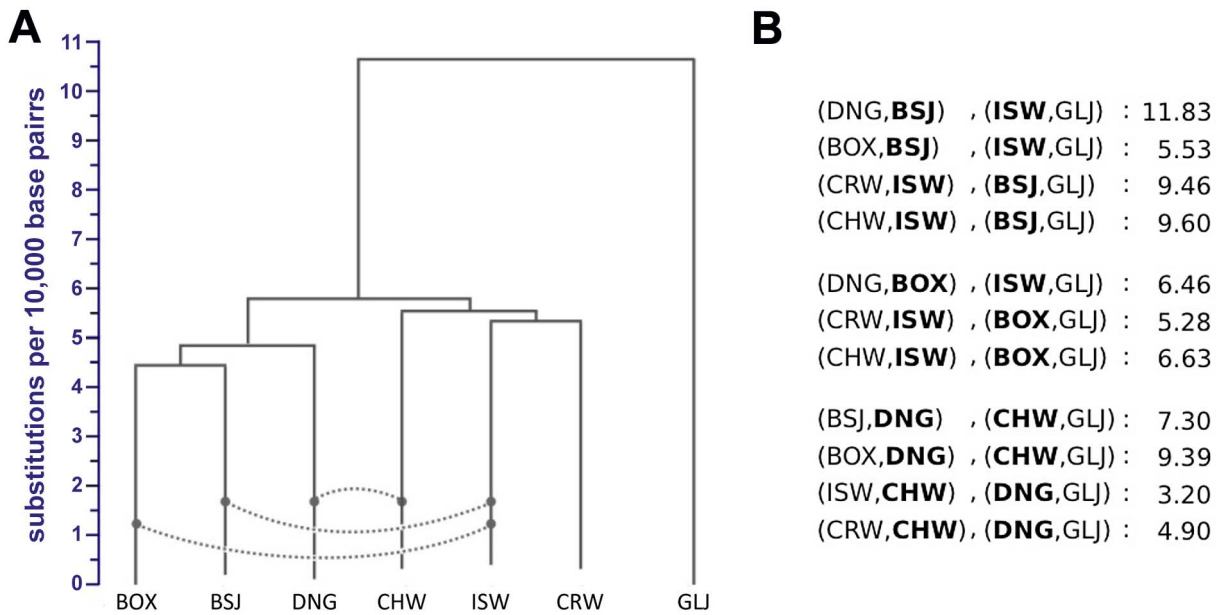 A
B
substitutions per 10,000 base pairrs
11
10
9
8
7
6
5
4
3
2
1
0
BOX BSJ DNG CHW ISW CRW GLJ
(DNG,BSJ) ,(ISW,GLJ) : 11.83
(BOX,BSJ) ,(ISW,GLJ) : 5.53
(CRW,ISW) ,(BSJ,GLJ) : 9.46
(CHW,ISW) ,(BSJ,GLJ) : 9.60
(DNG,BOX) ,(ISW,GLJ) : 6.46
(CRW,ISW) ,(BOX,GLJ) : 5.28
(CHW,ISW) ,(BOX,GLJ) : 6.63
(BSJ,DNG) ,(CHW,GLJ) : 7.30
(BOX,DNG) ,(CHW,GLJ) : 9.39
(ISW,CHW) ,(DNG,GLJ) : 3.20
(CRW,CHW),(DNG,GLJ) : 4.90